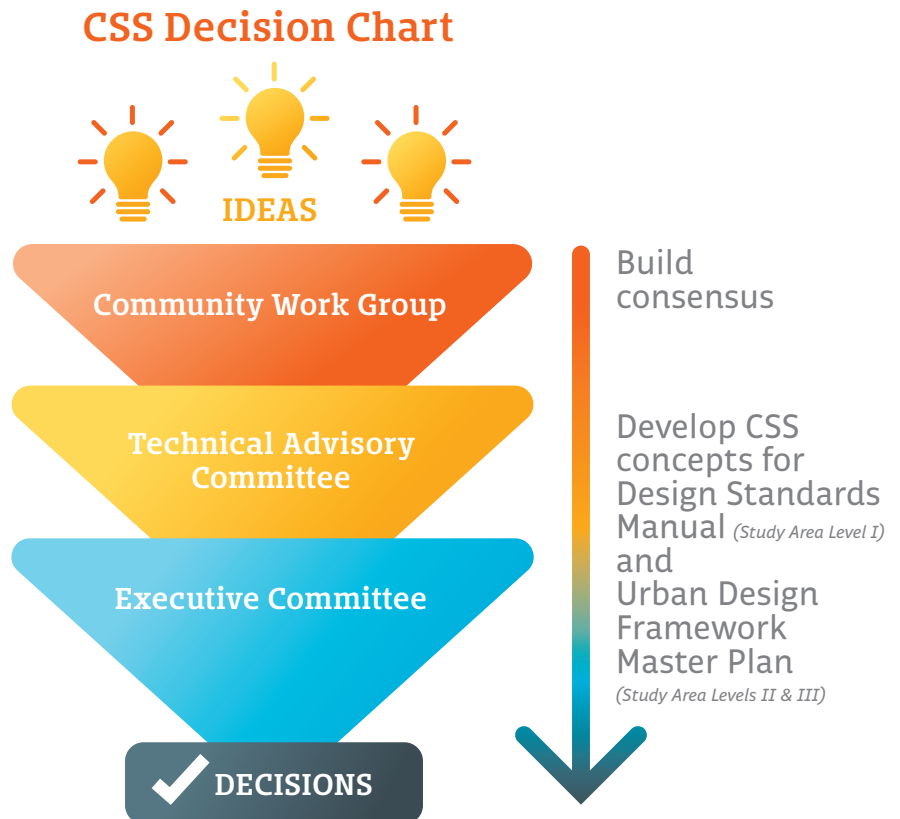 CSS Decision Chart
IDEAS
Community Work Group
Technical Advisory
Committee
Executive Committee
DECISIONS
Build
consensus
Develop CSS
concepts for
Design Standards
Manual (Study Area Level I)
and
Urban Design
Framework
Master Plan
(Study Area Levels II & III)